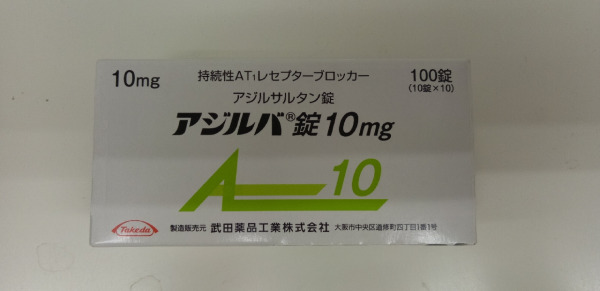 10mg
持続性AT₁レセプターブロッカー
100錠
(10錠×10)
アジルサルタン錠
アジルバ®錠10mg
A 10
Takeda
製造販売元 武田薬品工業株式会社 大阪市中央区道修町四丁目1番1号